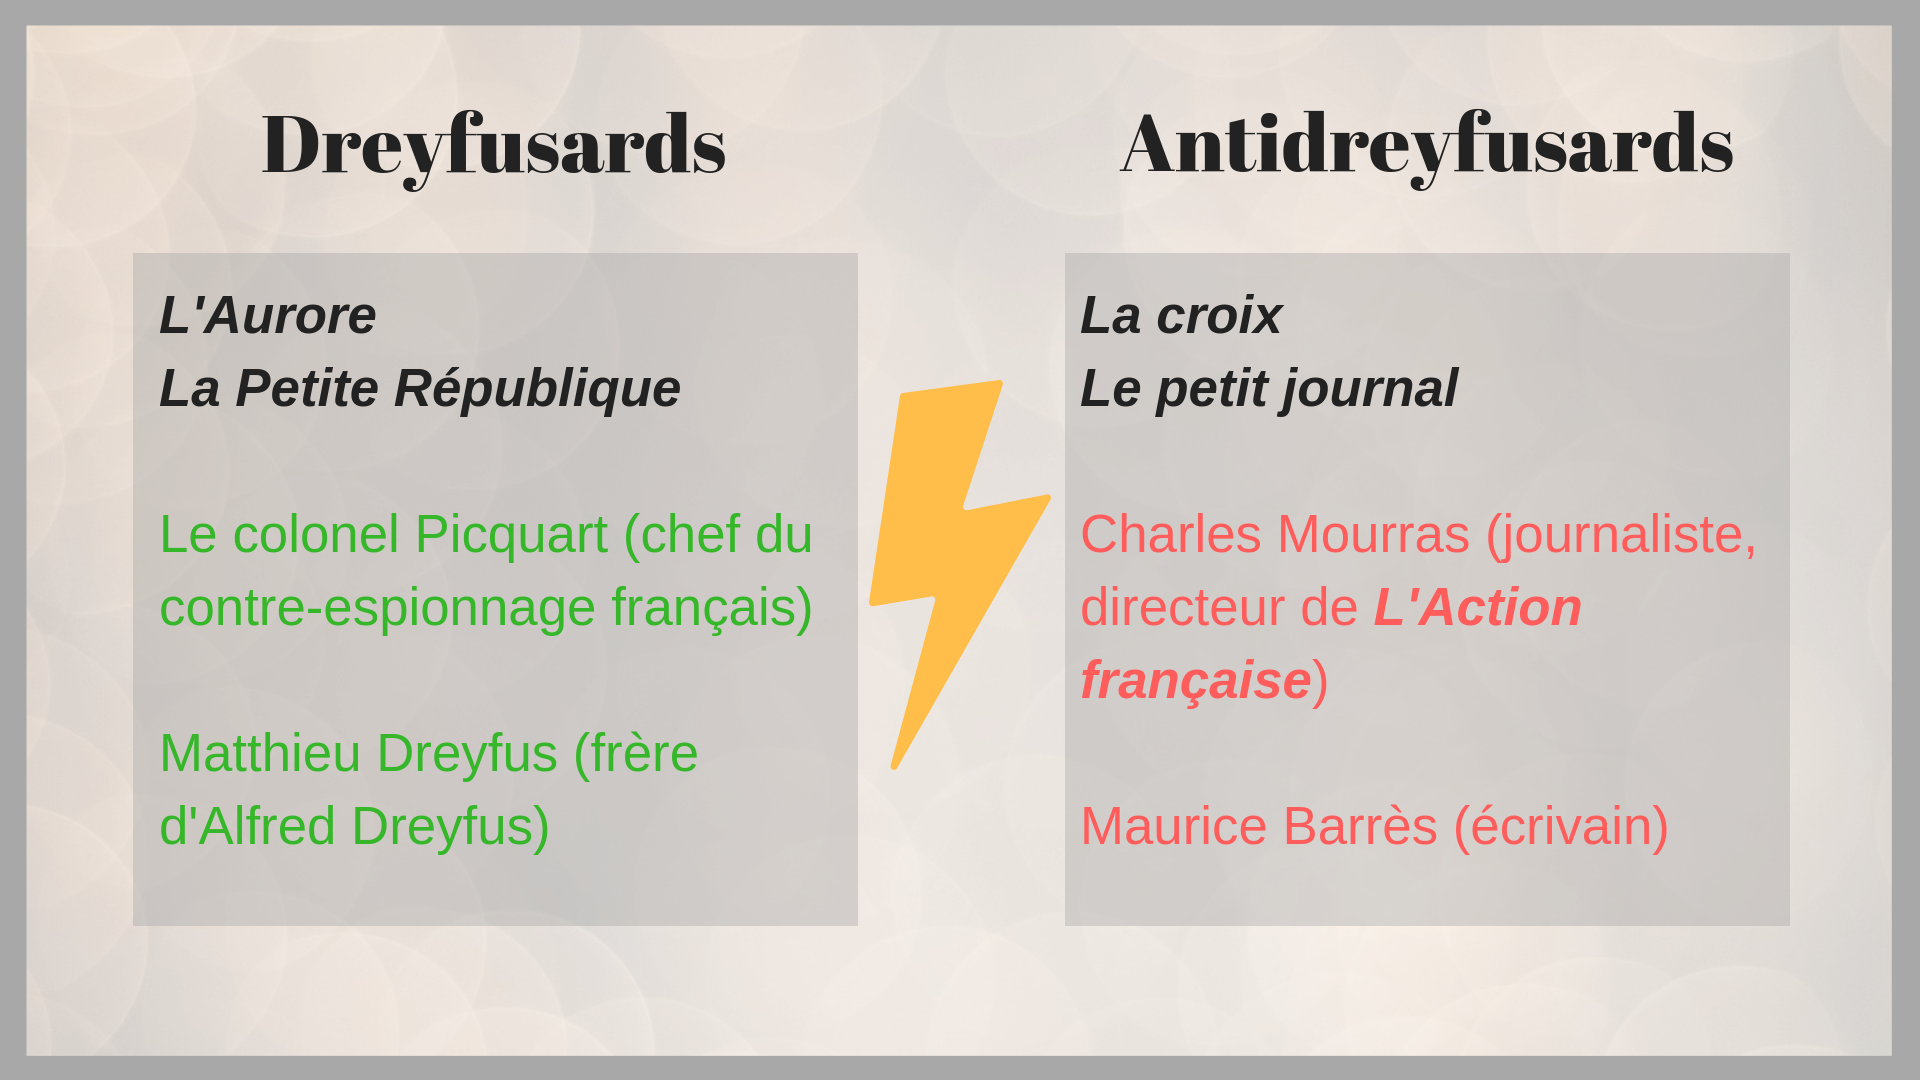 Dreyfusards
L'Aurore
La Petite République
Le colonel Picquart (chef du
contre-espionnage français)
Matthieu Dreyfus (frère
d'Alfred Dreyfus)
Antidreyfusards
La croix
Le petit journal
Charles Mourras (journaliste,
directeur de L'Action
française)
Maurice Barrès (écrivain)